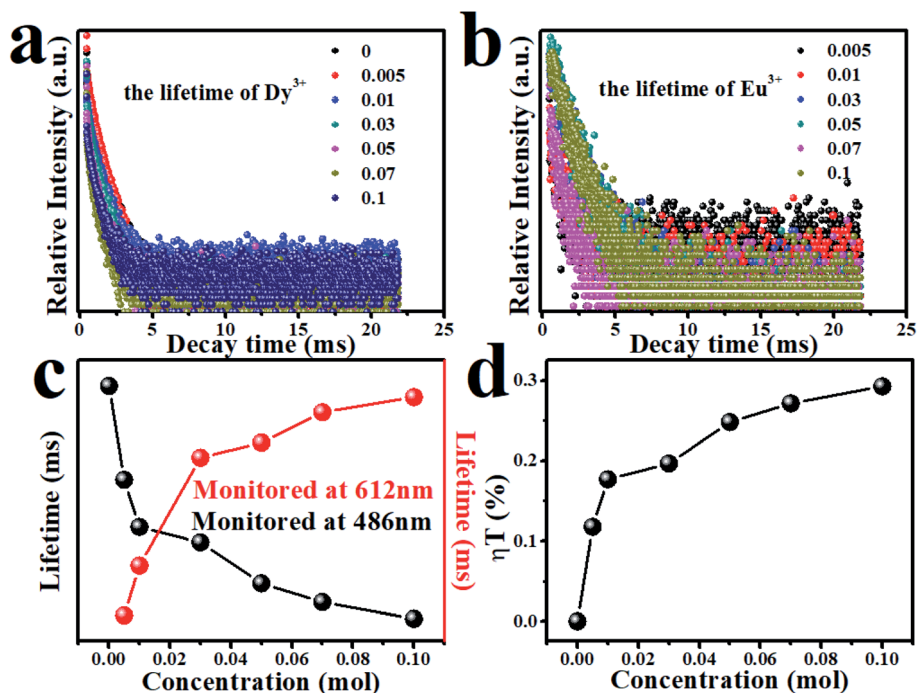 a
Relative Intensity (a.u.)
the lifetime of Dy³⁺
0
0.005
0.01
0.03
0.05
0.07
0.1
0 5 10 15 20 25
Decay time (ms)
b
Relative Intensity (a.u.)
the lifetime of Eu³⁺
0.005
0.01
0.03
0.05
0.07
0.1
0 5 10 15 20 25
Decay time (ms)
c
Lifetime (ms)
Monitored at 612nm
Monitored at 486nm
Lifetime (ms)
0.00 0.02 0.04 0.06 0.08 0.10
Concentration (mol)
d
ηT (%)
0.3
0.2
0.1
0.0
0.00 0.02 0.04 0.06 0.08 0.10
Concentration (mol)